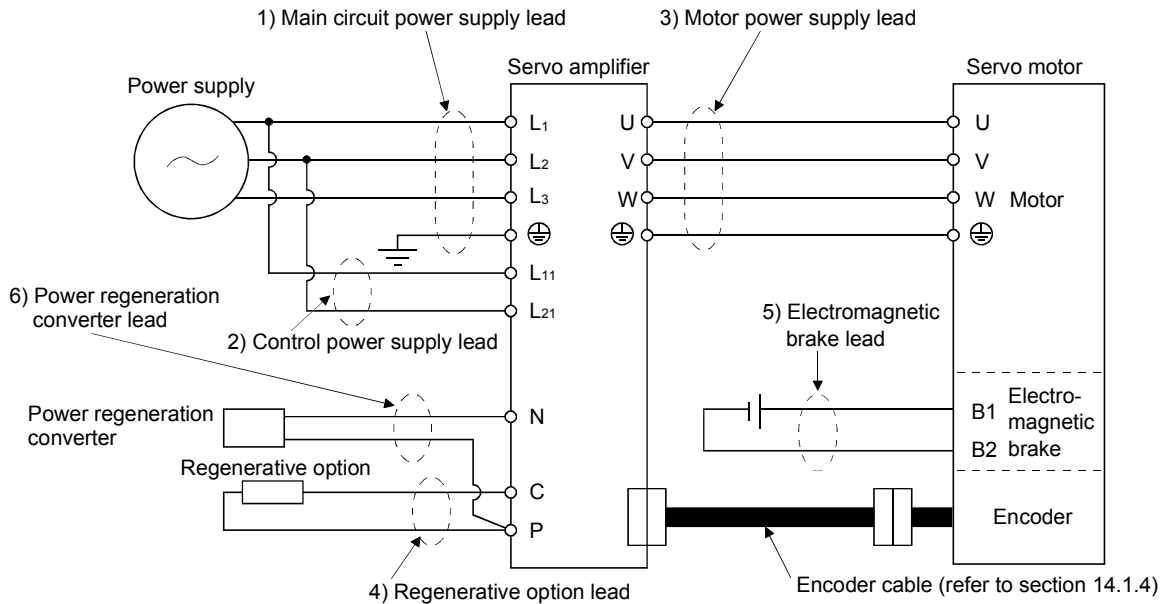 1) Main circuit power supply lead
3) Motor power supply lead
Power supply
Servo amplifier
Servo motor
L1
U
U
L2
V
V
L3
W
W Motor
L11
6) Power regeneration
converter lead
L21
2) Control power supply lead
5) Electromagnetic
brake lead
Power regeneration
converter
N
B1
B2
Electro-
magnetic
brake
Regenerative option
C
P
Encoder
4) Regenerative option lead
Encoder cable (refer to section 14.1.4)